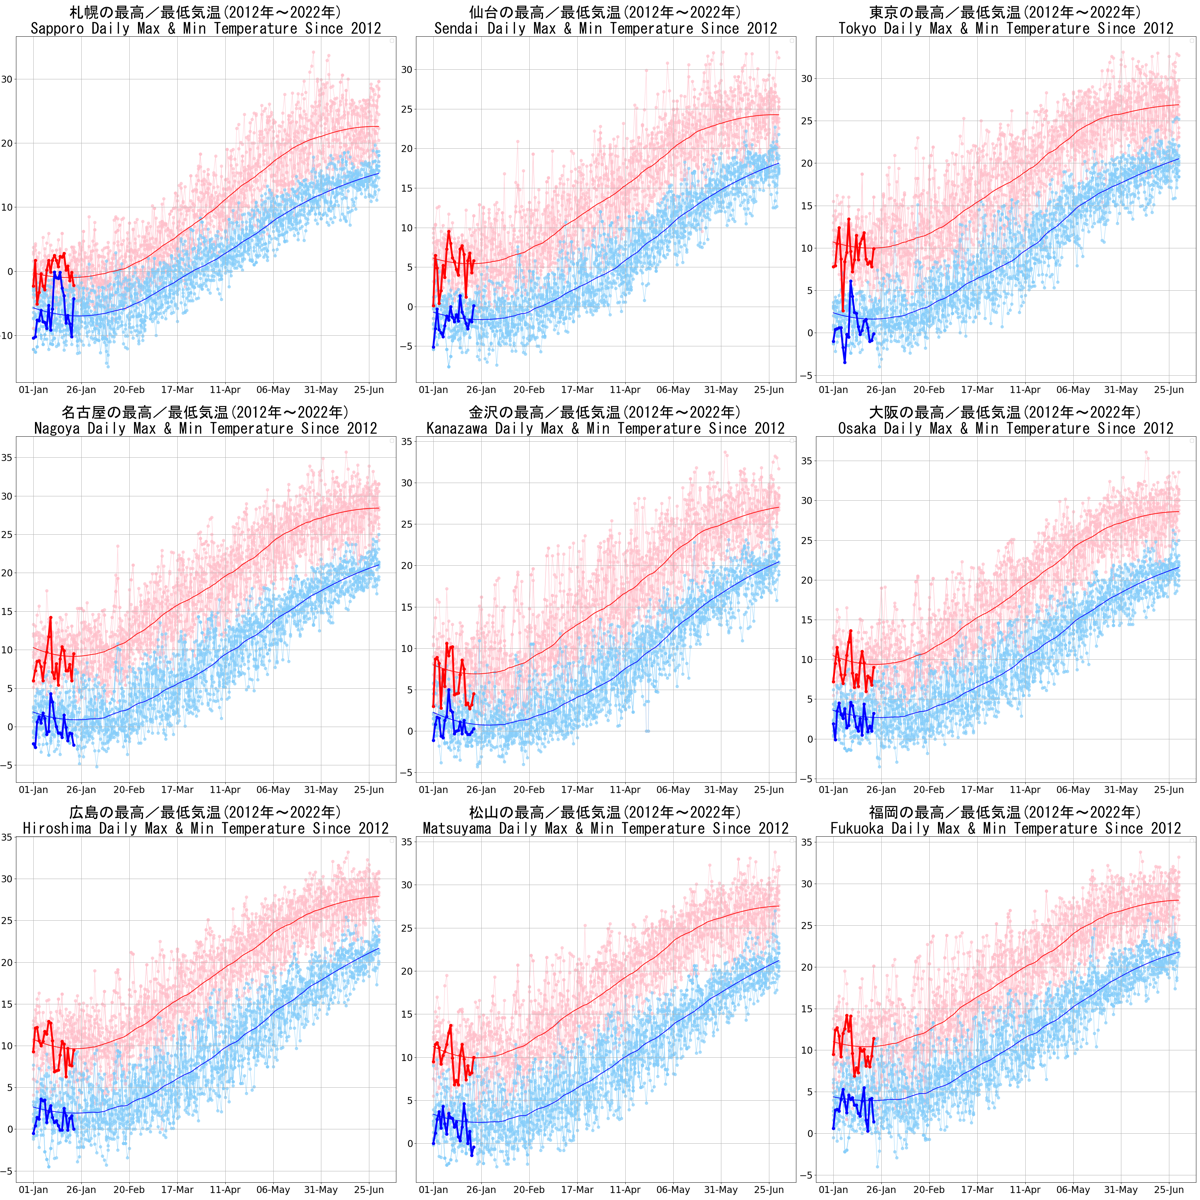 札幌の最高／最低気温(2012年～2022年)
Sapporo Daily Max & Min Temperature Since 2012
30
20
10
0
-10
01-Jan 26-Jan 20-Feb 17-Mar 11-Apr 06-May 31-May 25-Jun
仙台の最高／最低気温(2012年～2022年)
Sendai Daily Max & Min Temperature Since 2012
30
25
20
15
10
5
0
−5
01-Jan 26-Jan 20-Feb 17-Mar 11-Apr 06-May 31-May 25-Jun
東京の最高／最低気温(2012年～2022年)
Tokyo Daily Max & Min Temperature Since 2012
30
25
20
15
10
5
0
−5
01-Jan 26-Jan 20-Feb 17-Mar 11-Apr 06-May 31-May 25-Jun
名古屋の最高／最低気温(2012年～2022年)
Nagoya Daily Max & Min Temperature Since 2012
35
30
25
20
15
10
5
0
−5
01-Jan 26-Jan 20-Feb 17-Mar 11-Apr 06-May 31-May 25-Jun
金沢の最高／最低気温(2012年～2022年)
Kanazawa Daily Max & Min Temperature Since 2012
35
30
25
20
15
10
5
0
−5
01-Jan 26-Jan 20-Feb 17-Mar 11-Apr 06-May 31-May 25-Jun
大阪の最高／最低気温(2012年～2022年)
Osaka Daily Max & Min Temperature Since 2012
35
30
25
20
15
10
5
0
−5
01-Jan 26-Jan 20-Feb 17-Mar 11-Apr 06-May 31-May 25-Jun
広島の最高／最低気温(2012年～2022年)
Hiroshima Daily Max & Min Temperature Since 2012
35
30
25
20
15
10
5
0
−5
01-Jan 26-Jan 20-Feb 17-Mar 11-Apr 06-May 31-May 25-Jun
松山の最高／最低気温(2012年～2022年)
Matsuyama Daily Max & Min Temperature Since 2012
35
30
25
20
15
10
5
0
01-Jan 26-Jan 20-Feb 17-Mar 11-Apr 06-May 31-May 25-Jun
福岡の最高／最低気温(2012年～2022年)
Fukuoka Daily Max & Min Temperature Since 2012
35
30
25
20
15
10
5
0
−5
01-Jan 26-Jan 20-Feb 17-Mar 11-Apr 06-May 31-May 25-Jun